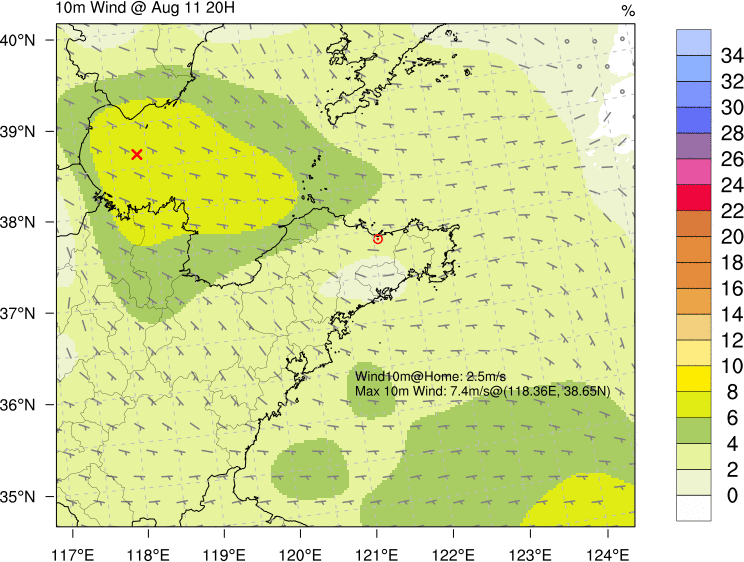 10m Wind @ Aug 11 20H
%
40°N
39°N
38°N
37°N
36°N
35°N
Wind10m@Home: 2.5m/s
Max 10m Wind: 7.4m/s@(118.36E, 38.65N)
117°E 118°E 119°E 120°E 121°E 122°E 123°E 124°E
34
32
30
28
26
24
22
20
18
16
14
12
10
8
6
4
2
0